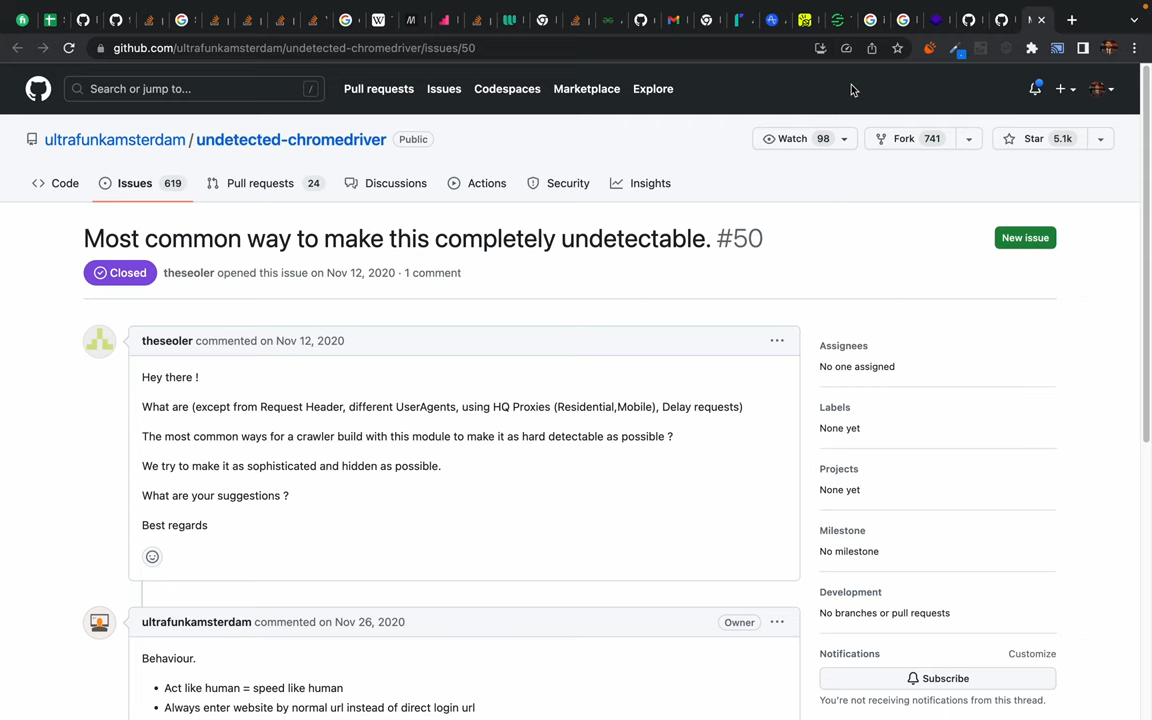 github.com/ultrafunkamsterdam/undetected-chromedriver/issues/50
Search or jump to... /
Pull requests Issues Codespaces Marketplace Explore
ultrafunkamsterdam / undetected-chromedriver Public
Watch 98 Fork 741 Star 5.1k
Code Issues 619 Pull requests 24 Discussions Actions Security Insights
Most common way to make this completely undetectable. #50
New issue
Closed theseoler opened this issue on Nov 12, 2020 · 1 comment
theseoler commented on Nov 12, 2020
Hey there !
What are (except from Request Header, different UserAgents, using HQ Proxies (Residential,Mobile), Delay requests)
The most common ways for a crawler build with this module to make it as hard detectable as possible ?
We try to make it as sophisticated and hidden as possible.
What are your suggestions ?
Best regards
ultrafunkamsterdam commented on Nov 26, 2020 Owner
Behaviour.
• Act like human = speed like human
• Always enter website by normal url instead of direct login url
Assignees
No one assigned
Labels
None yet
Projects
None yet
Milestone
No milestone
Development
No branches or pull requests
Notifications Customize
Subscribe
You're not receiving notifications from this thread.